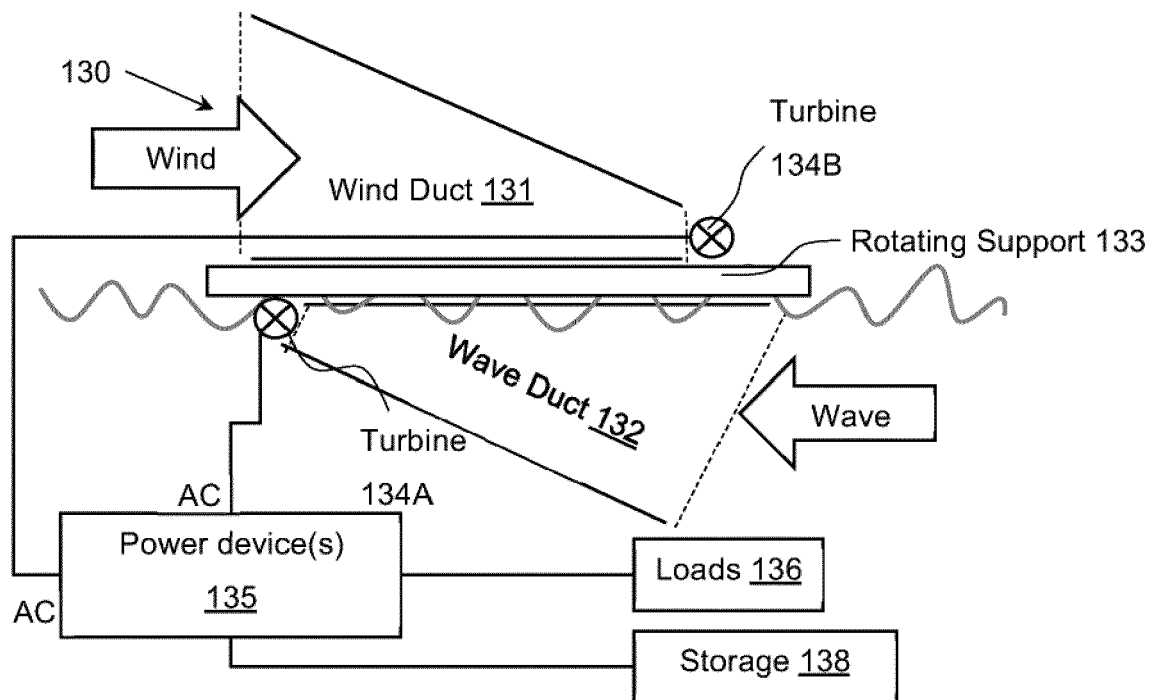 130
Turbine
134B
Wind
Wind Duct 131
Rotating Support 133
Wave Duct 132
Wave
Turbine
134A
AC
Power device(s)
135
Loads 136
AC
Storage 138